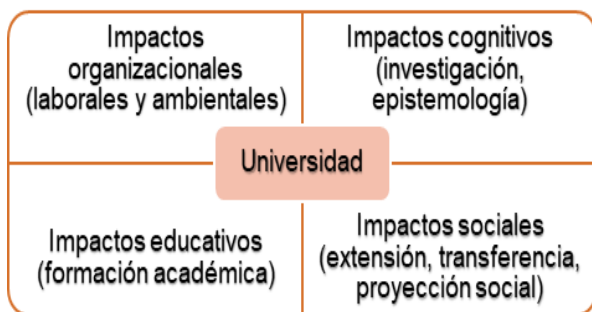 Impactos
organizacionales
(laborales y ambientales)
Impactos cognitivos
(investigación,
epistemología)
Universidad
Impactos educativos
(formación académica)
Impactos sociales
(extensión, transferencia,
proyección social)